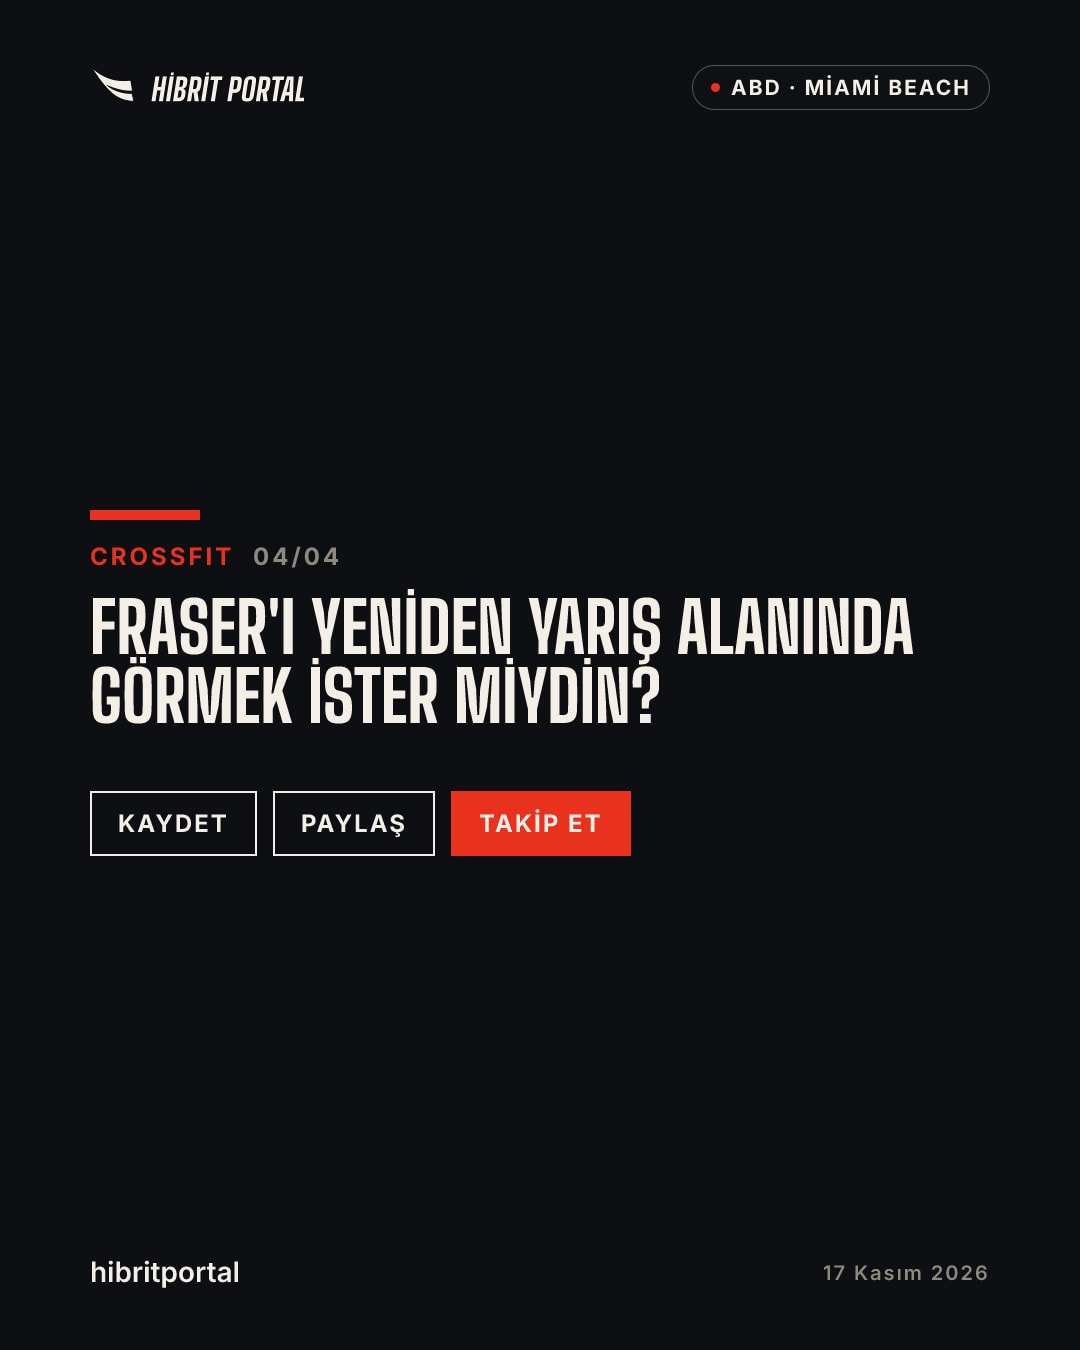 HİBRİT PORTAL
ABD · MİAMİ BEACH
CROSSFIT 04/04
FRASER'I YENİDEN YARIŞ ALANINDA
GÖRMEK İSTER MİYDİN?
KAYDET
PAYLAŞ
TAKİP ET
hibritportal
17 Kasım 2026